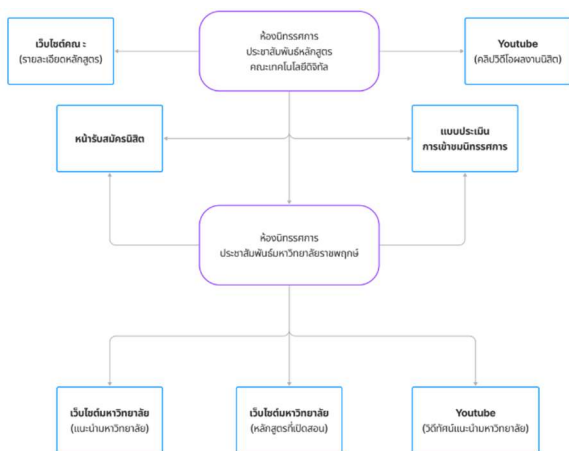 เว็บไซต์คณะ
(รายละเอียดหลักสูตร)
ห้องนิทรรศการ
ประชาสัมพันธ์หลักสูตร
คณะเทคโนโลยีดิจิทัล
Youtube
(คลิปวิดีโอผลงานนิสิต)
หน้ารับสมัครนิสิต
แบบประเมิน
การเข้าชมนิทรรศการ
ห้องนิทรรศการ
ประชาสัมพันธ์มหาวิทยาลัยราชพฤกษ์
เว็บไซต์มหาวิทยาลัย
(แนะนำมหาวิทยาลัย)
เว็บไซต์มหาวิทยาลัย
(หลักสูตรที่เปิดสอน)
Youtube
(วิดีทัศน์แนะนำมหาวิทยาลัย)